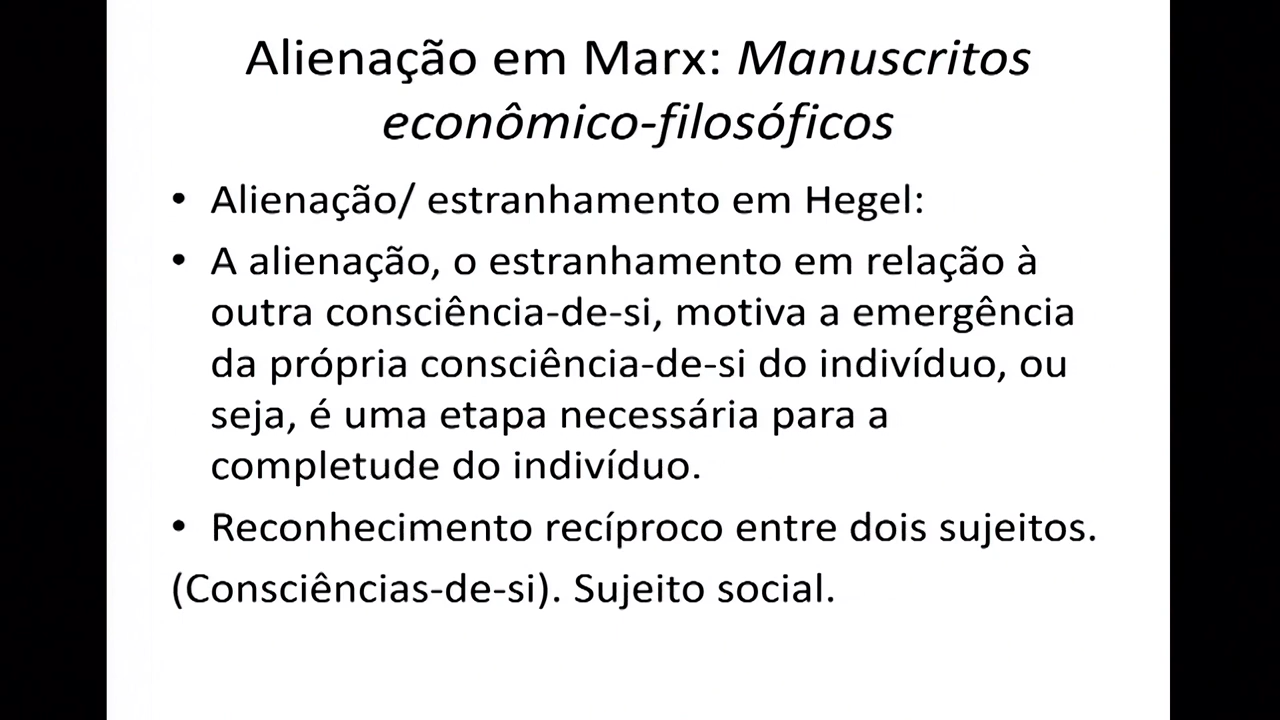 Alienação em Marx: Manuscritos
econômico-filosóficos
• Alienação/ estranhamento em Hegel:
• A alienação, o estranhamento em relação à
outra consciência-de-si, motiva a emergência
da própria consciência-de-si do indivíduo, ou
seja, é uma etapa necessária para a
completude do indivíduo.
• Reconhecimento recíproco entre dois sujeitos.
(Consciências-de-si). Sujeito social.